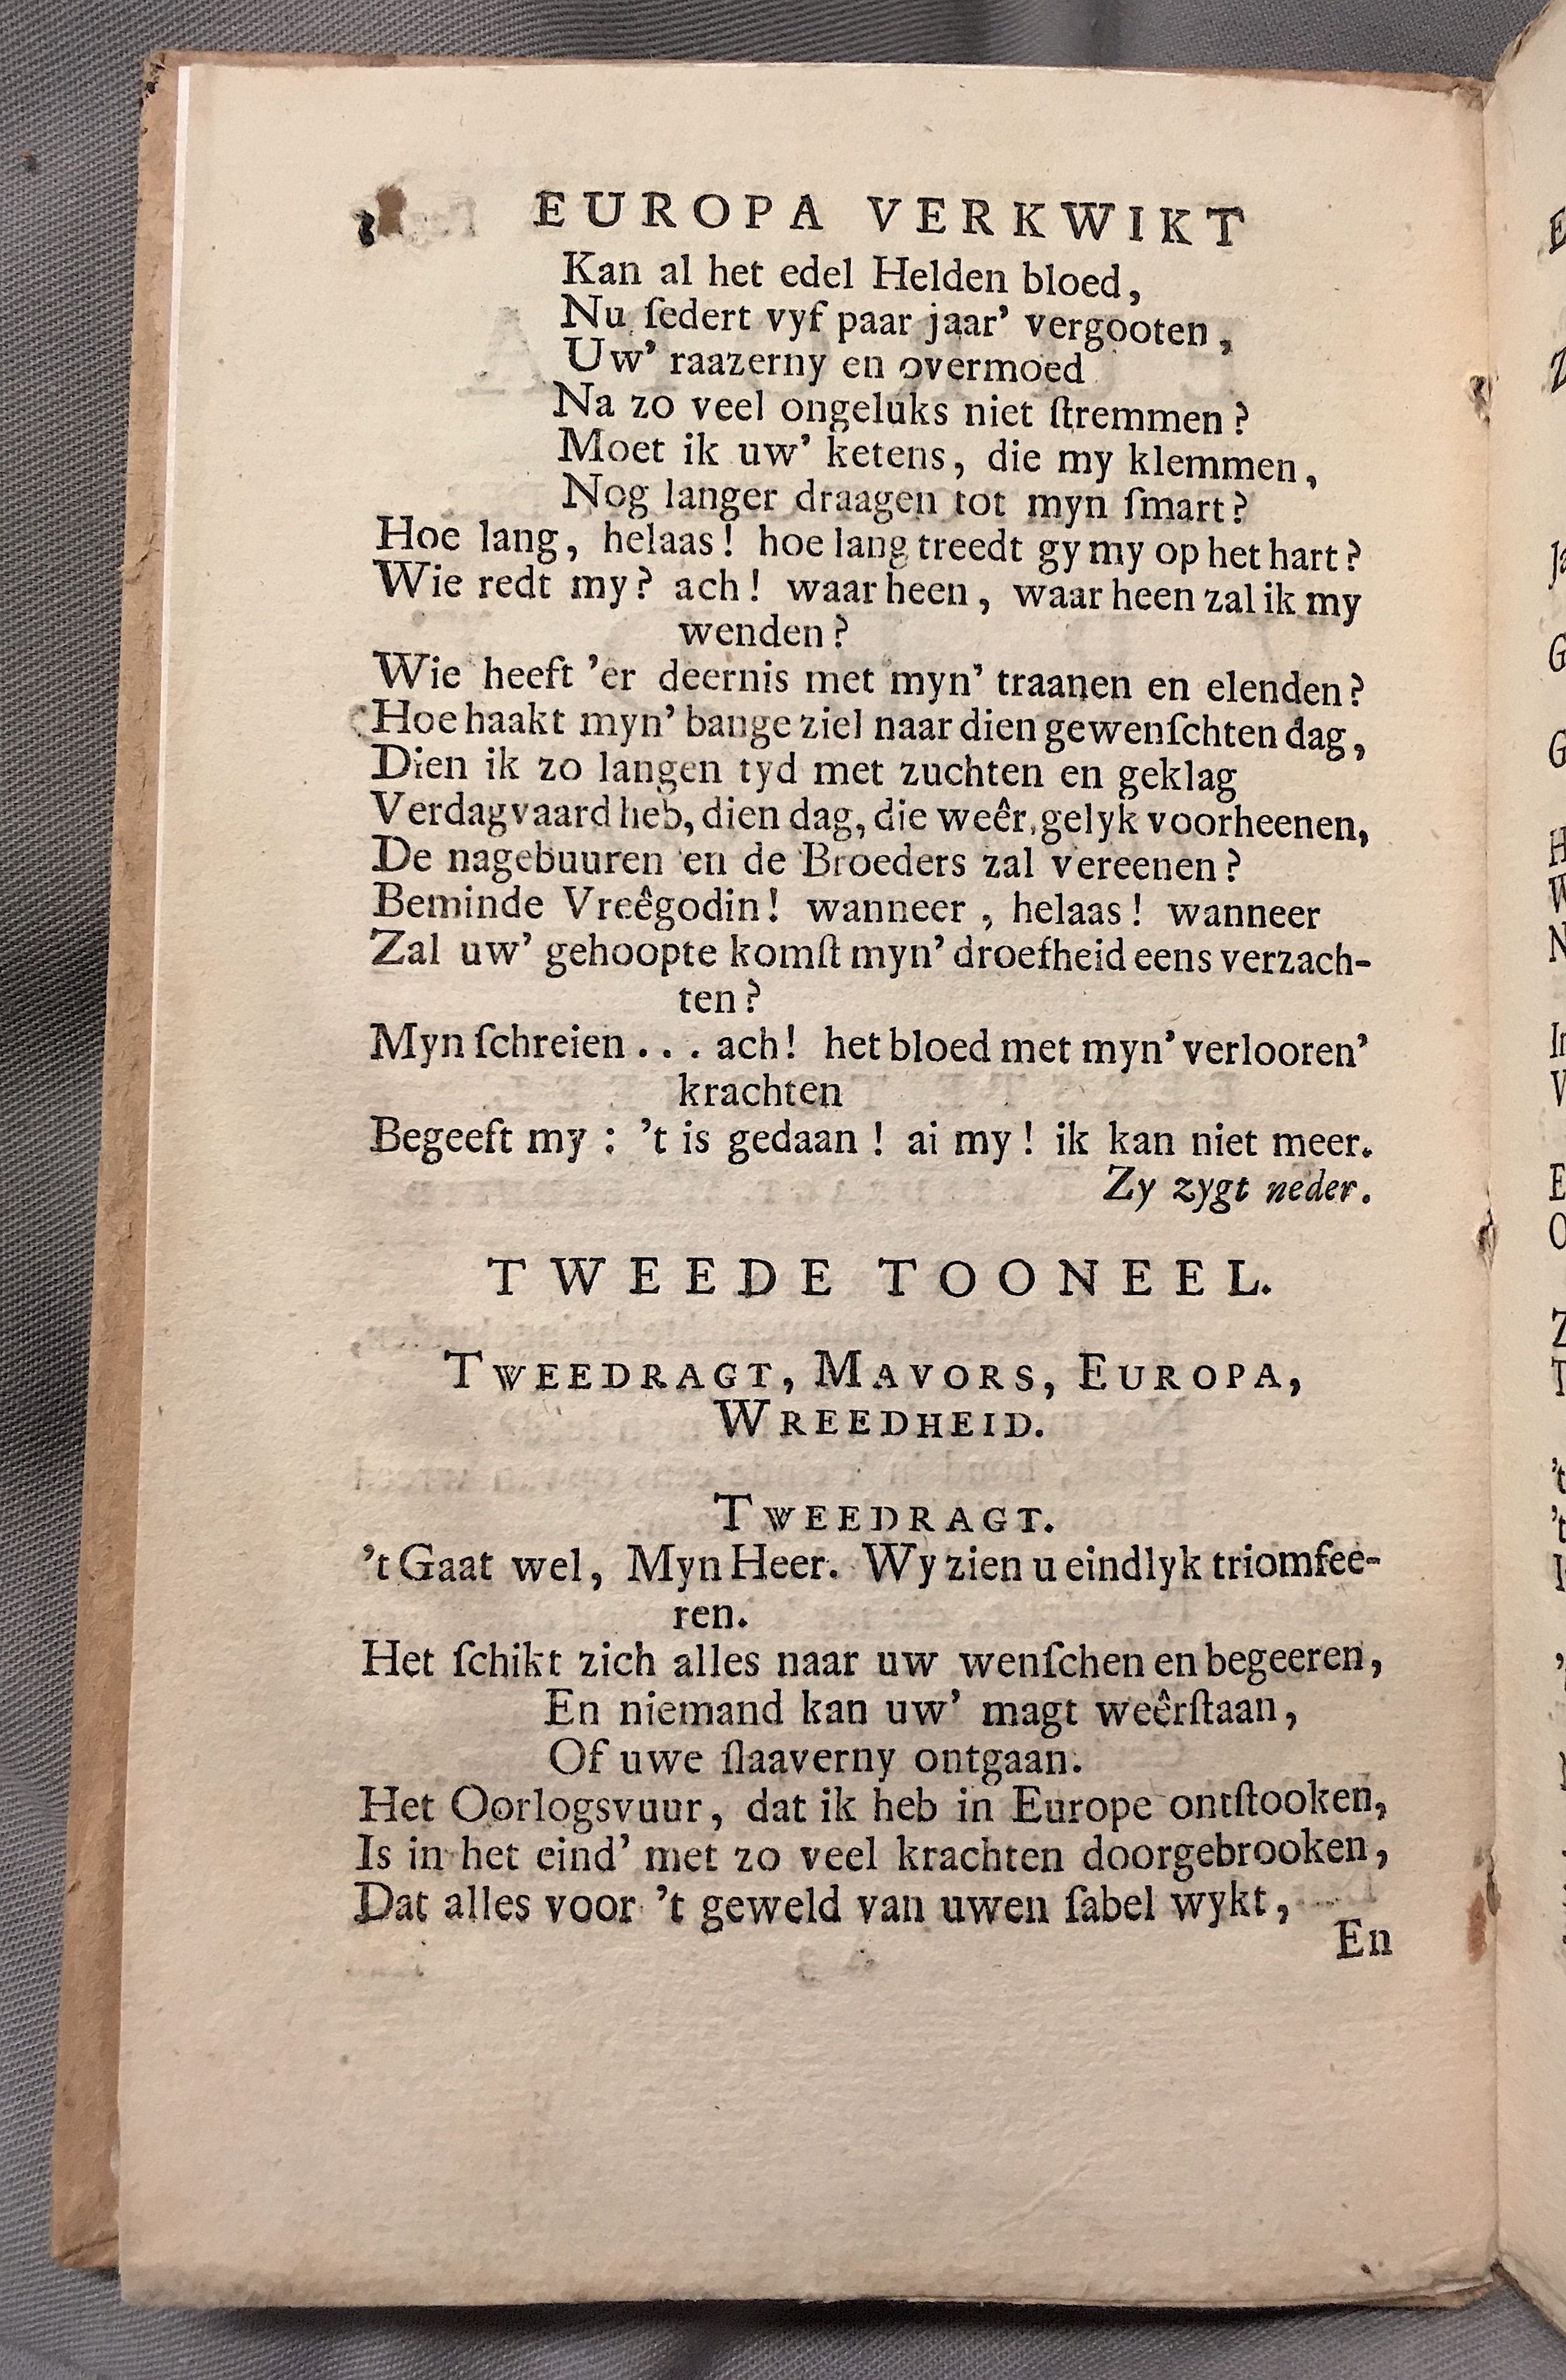 8 EUROPA VERKWIKT
Kan al het edel Helden bloed,
Nu ſedert vyf paar jaar' vergooten,
Uw' raazerny en overmoed
Na zo veel ongeluks niet ſtremmen?
Moet ik uw' ketens, die my klemmen,
Nog langer draagen tot myn ſmart?
Hoe lang, helaas! hoe lang treedt gy my op het hart?
Wie redt my? ach! waar heen, waar heen zal ik my
wenden?
Wie heeft 'er deernis met myn' traanen en elenden?
Hoe haakt myn' bange ziel naar dien gewenſchten dag,
Dien ik zo langen tyd met zuchten en geklag
Verdagvaard heb, dien dag, die weêr, gelyk voorheenen,
De nagebuuren en de Broeders zal vereenen?
Beminde Vreêgodin! wanneer, helaas! wanneer
Zal uw' gehoopte komſt myn' droefheid eens verzach-
ten?
Myn ſchreien... ach! het bloed met myn' verlooren'
krachten
Begeeft my: 't is gedaan! ai my! ik kan niet meer.
Zy zygt neder.
TWEEDE TOONEEL.
TWEEDRAGT, MAVORS, EUROPA,
WREEDHEID.
TWEEDRAGT.
't Gaat wel, Myn Heer. Wy zien u eindlyk triomfee-
ren.
Het ſchikt zich alles naar uw wenſchen en begeeren,
En niemand kan uw' magt weêrſtaan,
Of uwe ſlaaverny ontgaan.
Het Oorlogsvuur, dat ik heb in Europe ontſtooken,
Is in het eind' met zo veel krachten doorgebrooken,
Dat alles voor 't geweld van uwen ſabel wykt,
En